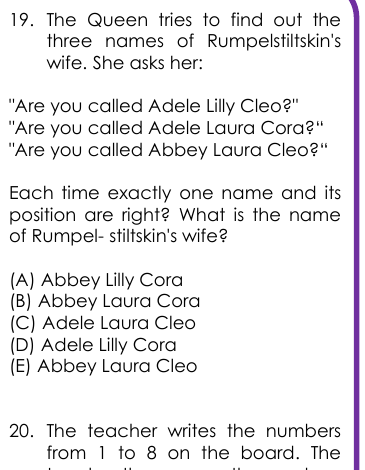 19. The Queen tries to find out the
three names of Rumpelstiltskin's
wife. She asks her:
"Are you called Adele Lilly Cleo?"
"Are you called Adele Laura Cora?“
"Are you called Abbey Laura Cleo?“
Each time exactly one name and its
position are right? What is the name
of Rumpel- stiltskin's wife?
(A) Abbey Lilly Cora
(B) Abbey Laura Cora
(C) Adele Laura Cleo
(D) Adele Lilly Cora
(E) Abbey Laura Cleo
20. The teacher writes the numbers
from 1 to 8 on the board. The